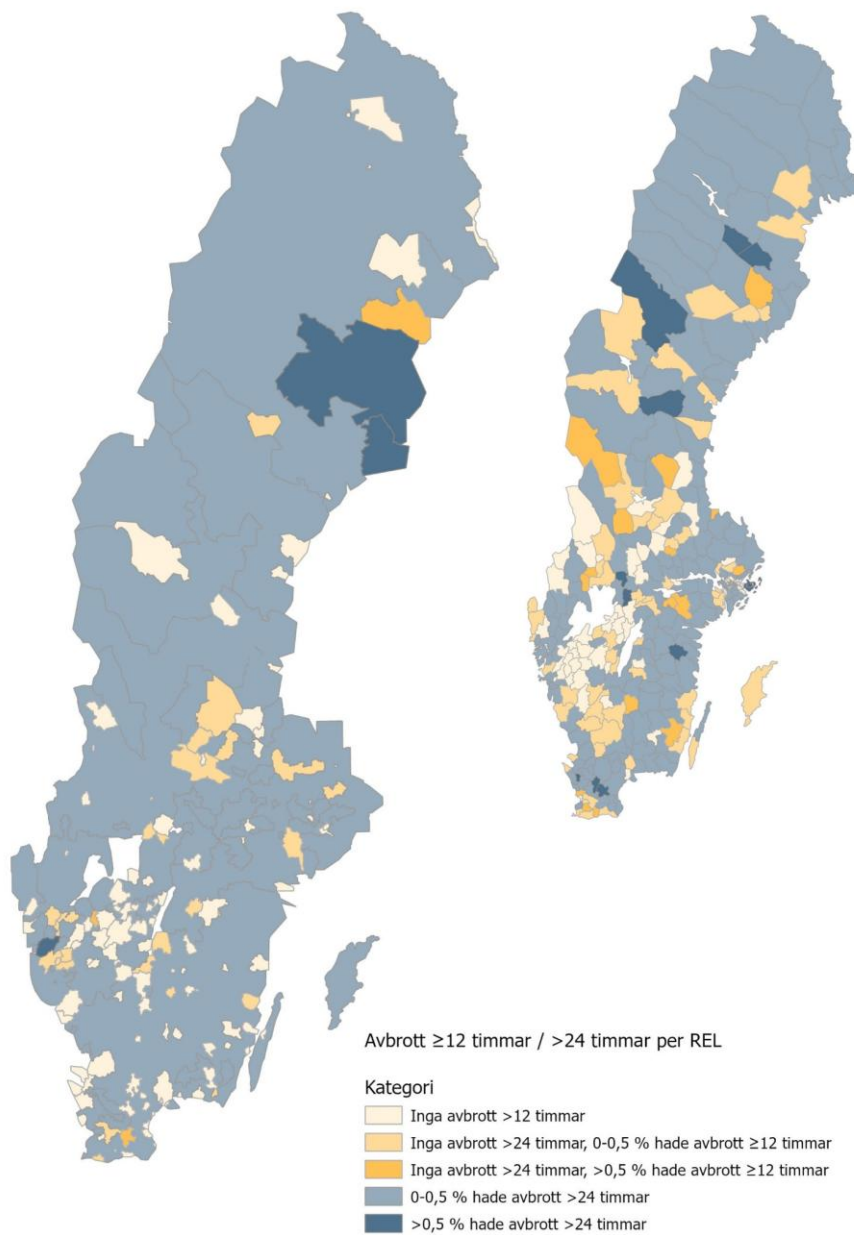 Avbrott ≥12 timmar / >24 timmar per REL
Kategori
Inga avbrott >12 timmar
Inga avbrott >24 timmar, 0-0,5 % hade avbrott ≥12 timmar
Inga avbrott >24 timmar, >0,5 % hade avbrott ≥12 timmar
0-0,5 % hade avbrott >24 timmar
>0,5 % hade avbrott >24 timmar